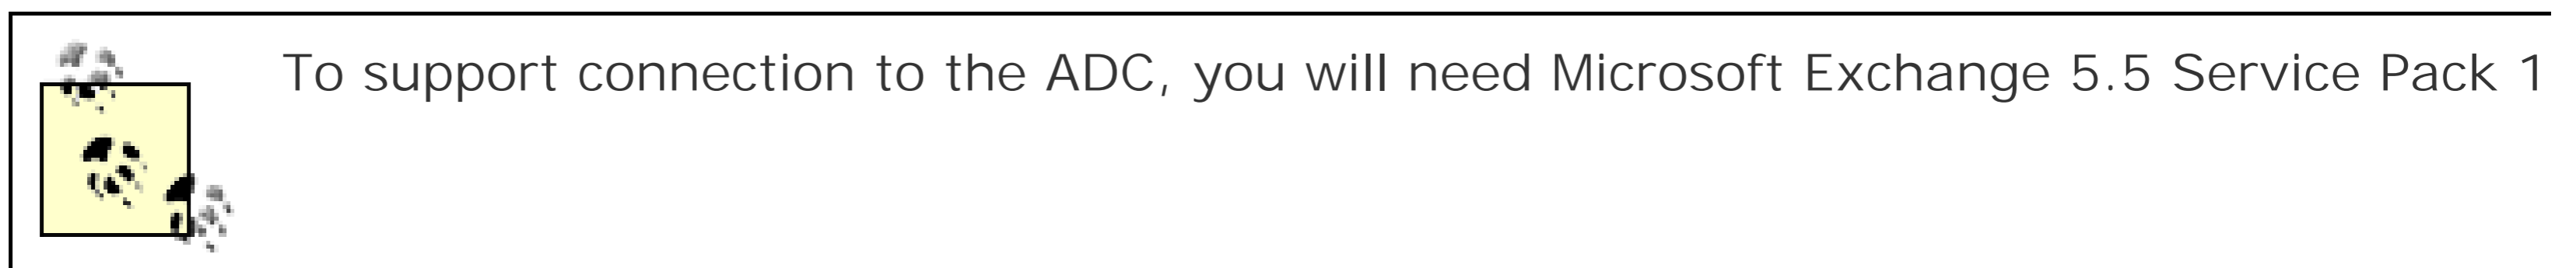 To support connection to the ADC, you will need Microsoft Exchange 5.5 Service Pack 1